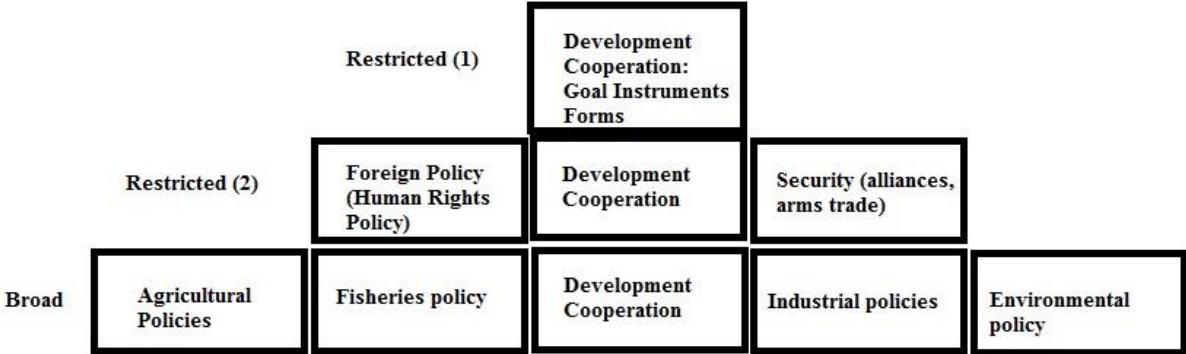 Restricted (1)
Development
Cooperation:
Goal Instruments
Forms
Restricted (2)
Foreign Policy
(Human Rights
Policy)
Development
Cooperation
Security (alliances,
arms trade)
Broad
Agricultural
Policies
Fisheries policy
Development
Cooperation
Industrial policies
Environmental
policy